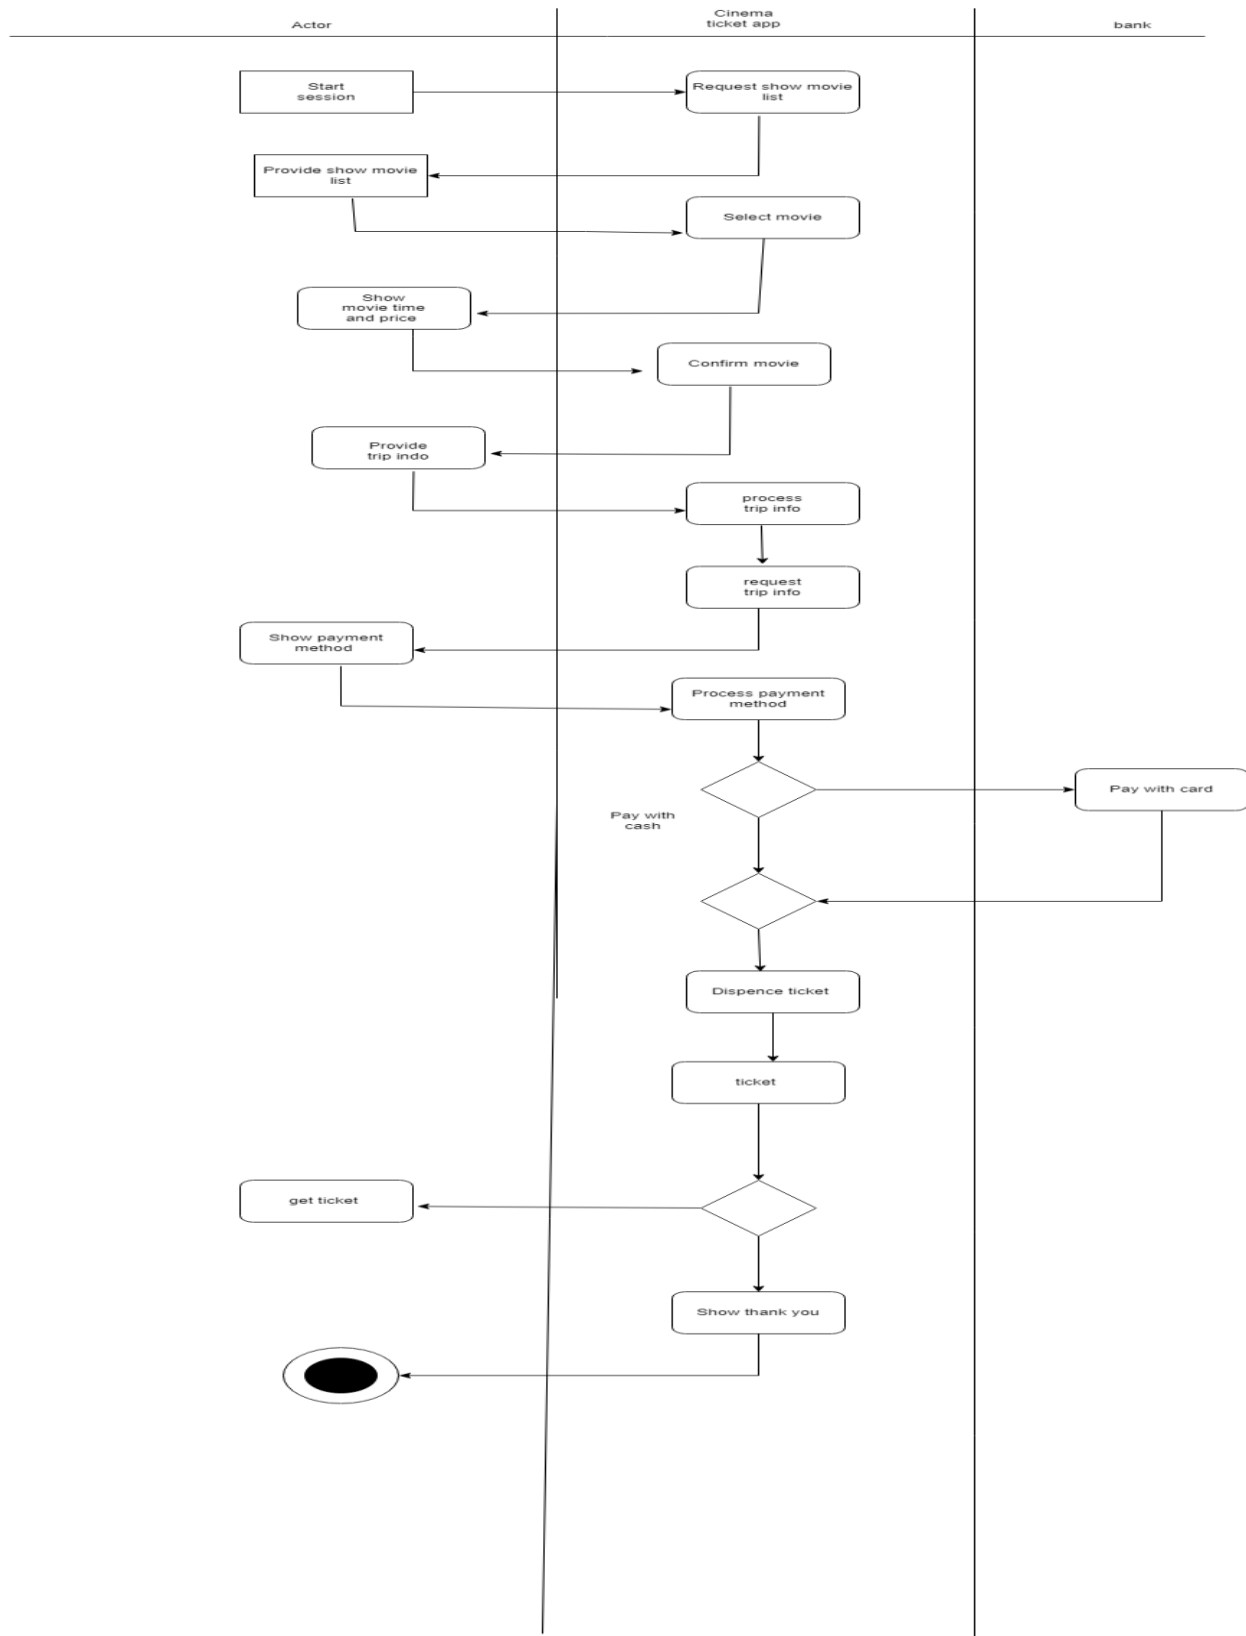 Actor
Cinema
ticket app
bank
Start
session
Request show movie
list
Provide show movie
list
Select movie
Show
movie time
and price
Confirm movie
Provide
trip indo
process
trip info
request
trip info
Show payment
method
Process payment
method
Pay with card
Pay with
cash
Dispence ticket
ticket
get ticket
Show thank you